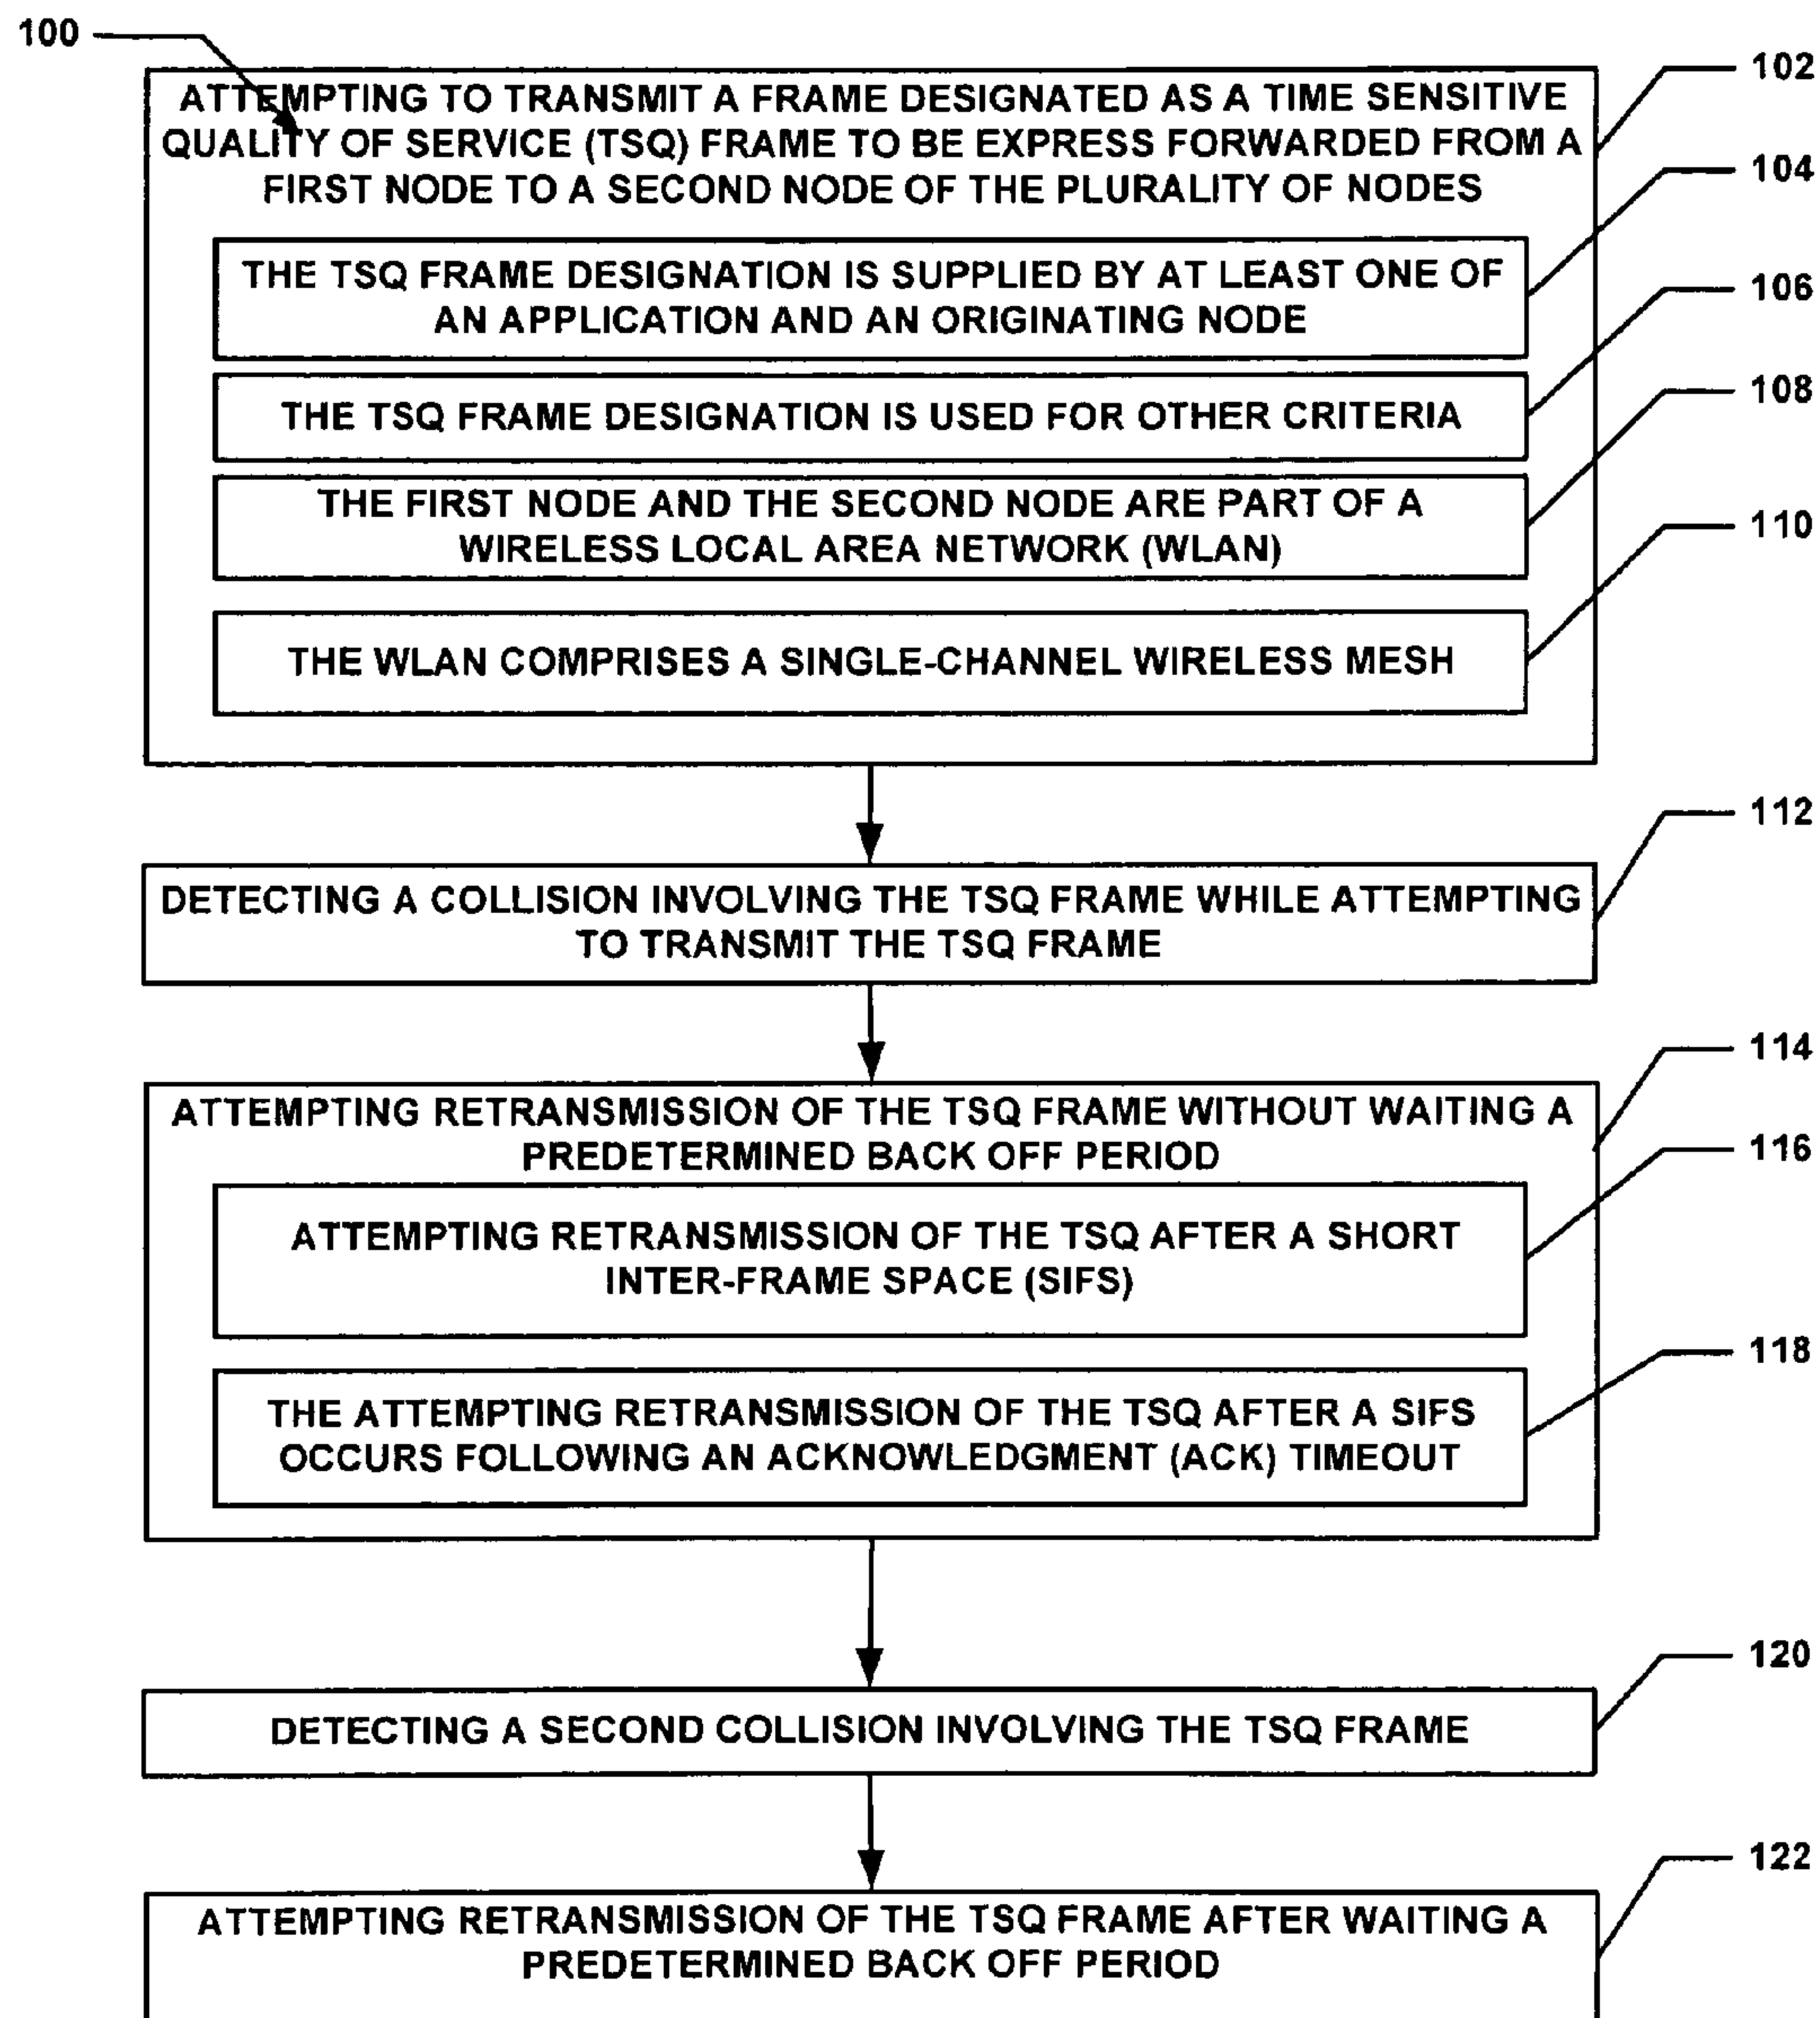 100
102
ATTEMPTING TO TRANSMIT A FRAME DESIGNATED AS A TIME SENSITIVE
QUALITY OF SERVICE (TSQ) FRAME TO BE EXPRESS FORWARDED FROM A
FIRST NODE TO A SECOND NODE OF THE PLURALITY OF NODES
104
THE TSQ FRAME DESIGNATION IS SUPPLIED BY AT LEAST ONE OF
AN APPLICATION AND AN ORIGINATING NODE
106
THE TSQ FRAME DESIGNATION IS USED FOR OTHER CRITERIA
108
THE FIRST NODE AND THE SECOND NODE ARE PART OF A
WIRELESS LOCAL AREA NETWORK (WLAN)
110
THE WLAN COMPRISES A SINGLE-CHANNEL WIRELESS MESH
112
DETECTING A COLLISION INVOLVING THE TSQ FRAME WHILE ATTEMPTING
TO TRANSMIT THE TSQ FRAME
114
ATTEMPTING RETRANSMISSION OF THE TSQ FRAME WITHOUT WAITING A
PREDETERMINED BACK OFF PERIOD
116
ATTEMPTING RETRANSMISSION OF THE TSQ AFTER A SHORT
INTER-FRAME SPACE (SIFS)
118
THE ATTEMPTING RETRANSMISSION OF THE TSQ AFTER A SIFS
OCCURS FOLLOWING AN ACKNOWLEDGMENT (ACK) TIMEOUT
120
DETECTING A SECOND COLLISION INVOLVING THE TSQ FRAME
122
ATTEMPTING RETRANSMISSION OF THE TSQ FRAME AFTER WAITING A
PREDETERMINED BACK OFF PERIOD